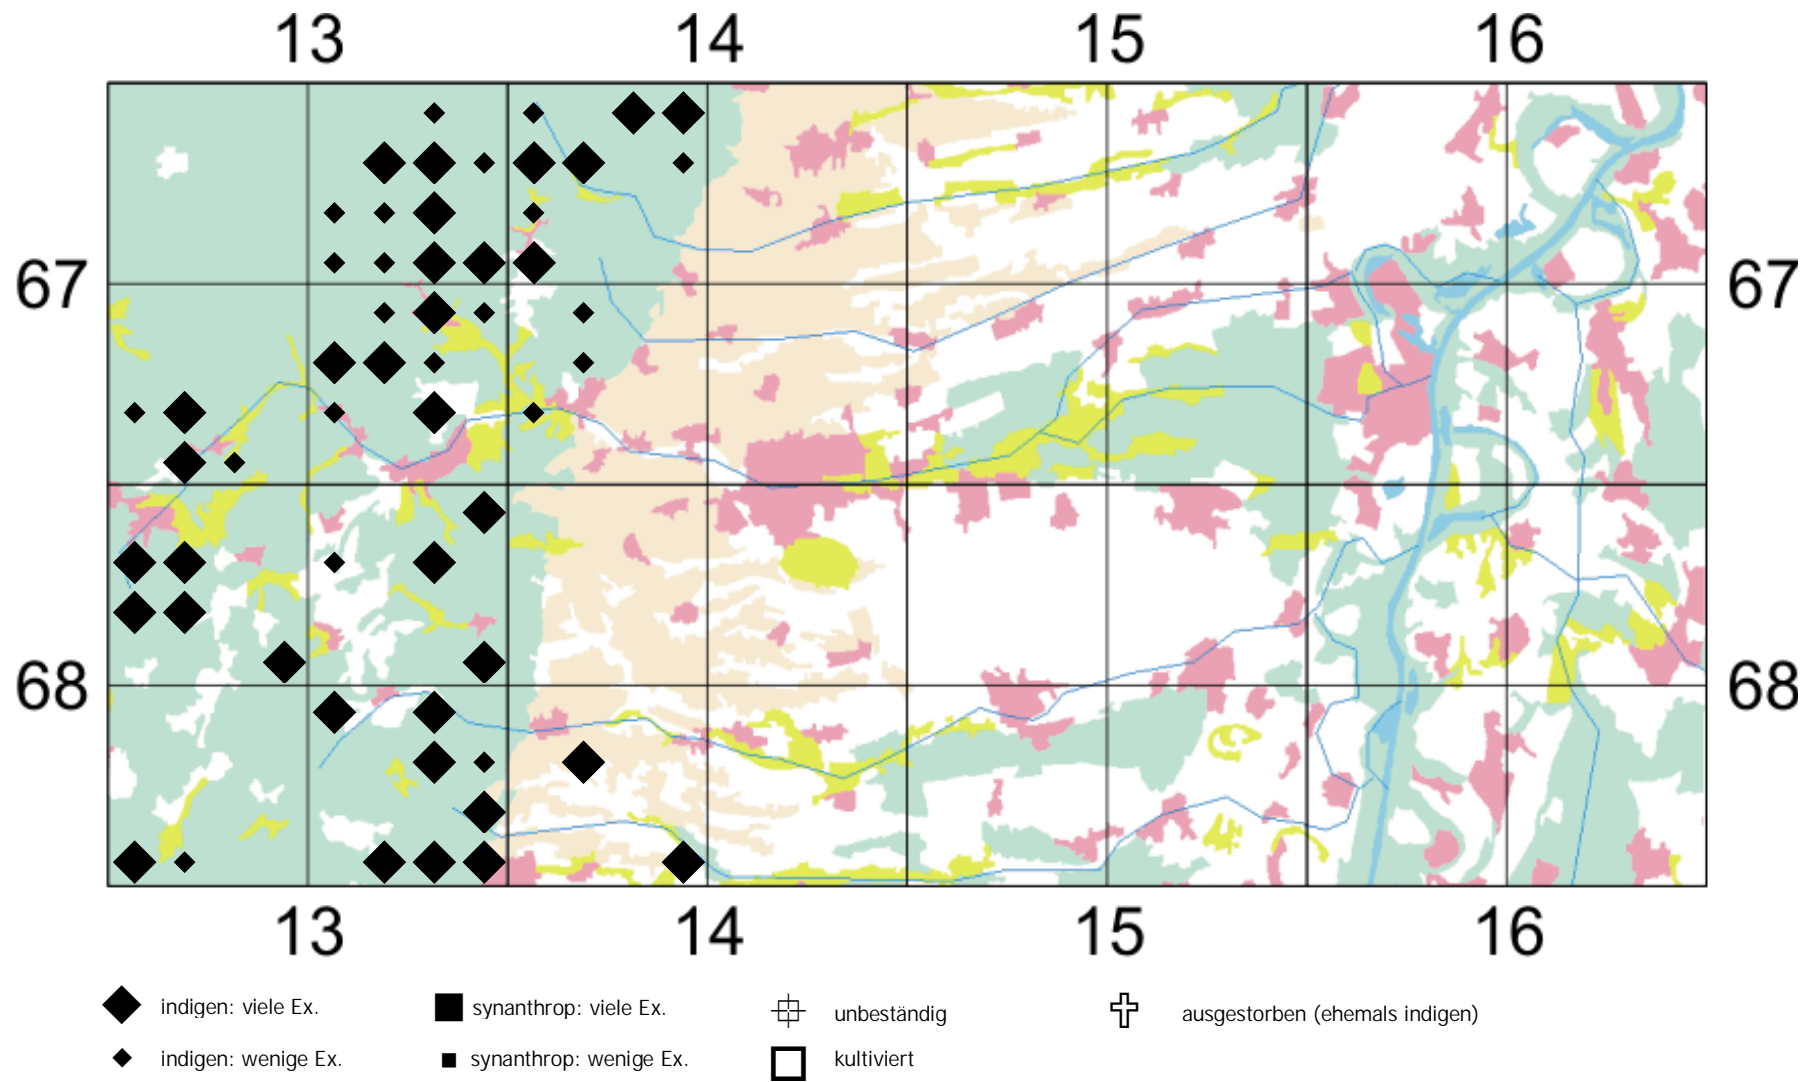 13 14 15 16
67 67
68 68
13 14 15 16
indigen: viele Ex. synanthrop: viele Ex. unbeständig ausgestorben (ehemals indigen)
indigen: wenige Ex. synanthrop: wenige Ex. kultiviert